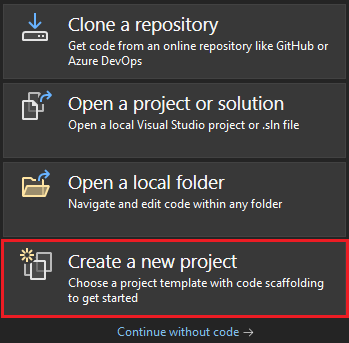 Clone a repository
Get code from an online repository like GitHub or
Azure DevOps
Open a project or solution
Open a local Visual Studio project or .sln file
Open a local folder
Navigate and edit code within any folder
Create a new project
Choose a project template with code scaffolding
to get started
Continue without code →